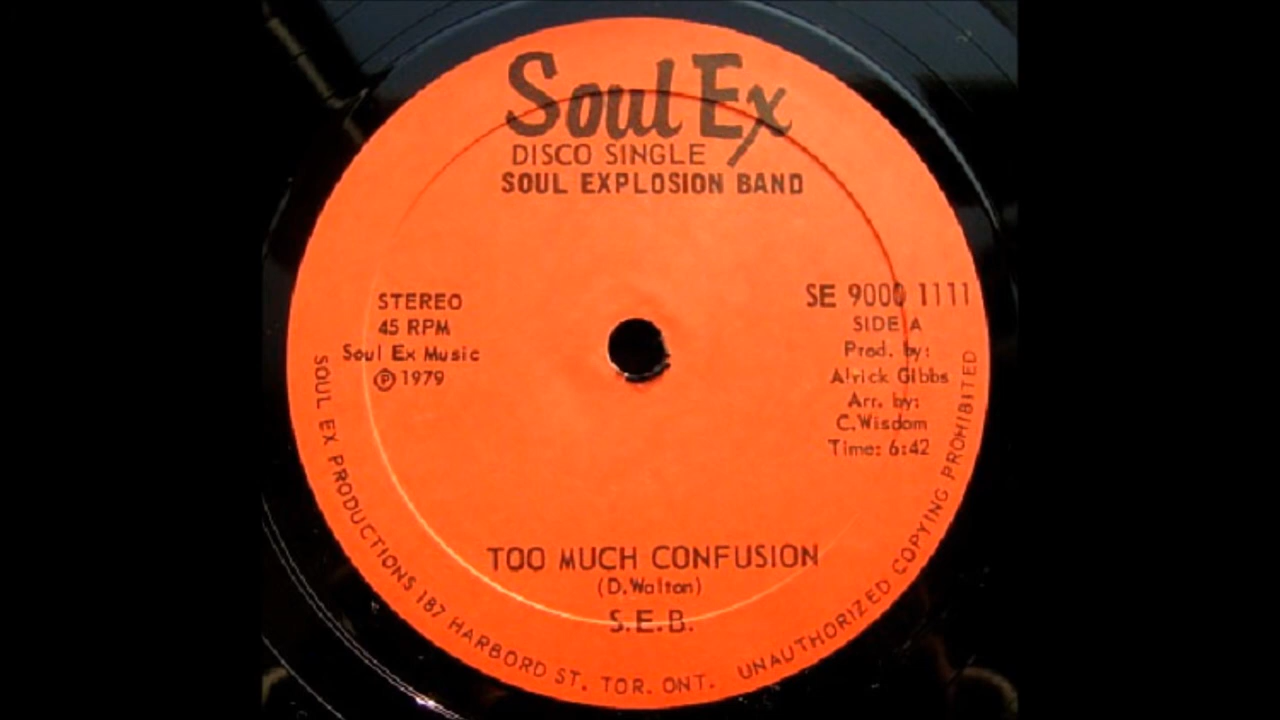 Soul Ex
DISCO SINGLE
SOUL EXPLOSION BAND
STEREO
45 RPM
Soul Ex Music
Ⓟ 1979
SE 9000 1111
SIDE A
Prod. by:
Alrick Gibbs
Arr. by:
C.Wisdom
Time: 6:42
TOO MUCH CONFUSION
(D.Walton)
S.E.B.
SOUL EX PRODUCTIONS 187 HARBORD ST. TOR. ONT. UNAUTHORIZED COPYING PROHIBITED